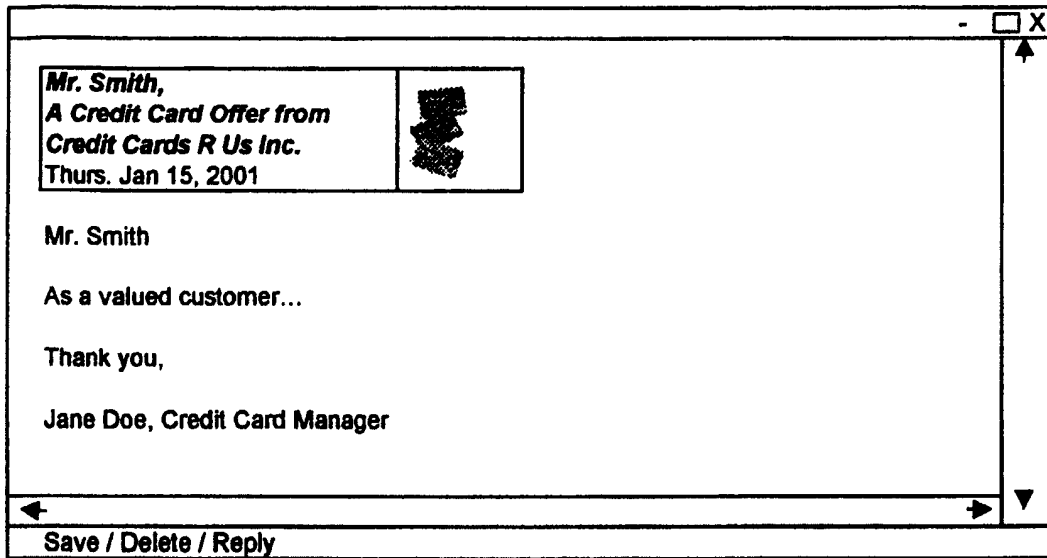 - □ X
Mr. Smith,
A Credit Card Offer from
Credit Cards R Us Inc.
Thurs. Jan 15, 2001
Mr. Smith
As a valued customer...
Thank you,
Jane Doe, Credit Card Manager
Save / Delete / Reply